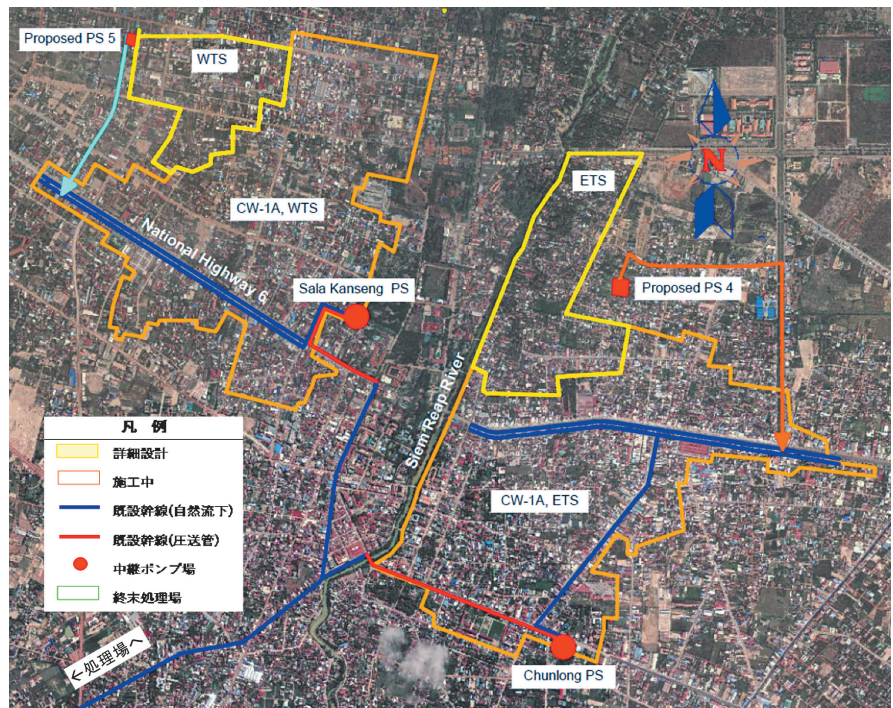 Proposed PS 5
WTS
ETS
N
CW-1A, WTS
National Highway 6
Sala Kanseng PS
Proposed PS 4
Siem Reap River
凡 例
詳細設計
施工中
既設幹線(自然流下)
既設幹線(圧送管)
中継ポンプ場
終末処理場
CW-1A, ETS
←処理場へ
Chunlong PS